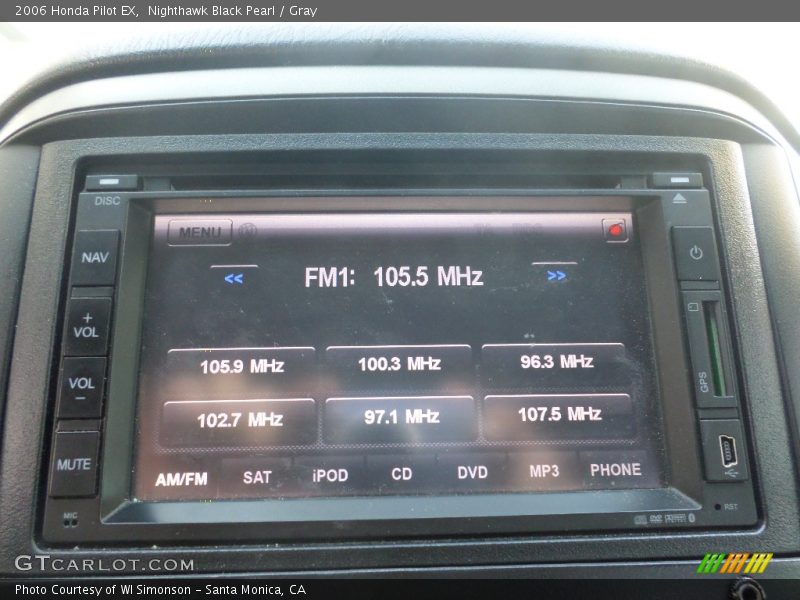 2006 Honda Pilot EX,  Nighthawk Black Pearl / Gray
DISC
MENU
NAV
FM1:  105.5 MHz
<< >>
+
VOL
105.9 MHz  100.3 MHz  96.3 MHz
VOL
-
102.7 MHz  97.1 MHz  107.5 MHz
GPS
MUTE
AM/FM  SAT  iPOD  CD  DVD  MP3  PHONE
MIC
RST
GTCARLOT.COM
Photo Courtesy of WI Simonson - Santa Monica, CA